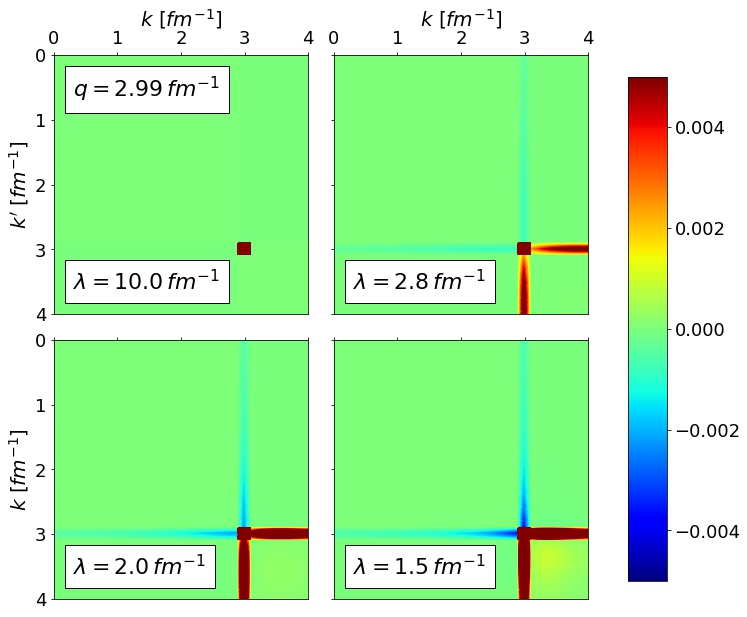 k [fm⁻¹]
k [fm⁻¹]
0 1 2 3 4
0 1 2 3 4
k′ [fm⁻¹]
0
1
2
3
4
q = 2.99 fm⁻¹
λ = 10.0 fm⁻¹
λ = 2.8 fm⁻¹
k [fm⁻¹]
0
1
2
3
4
λ = 2.0 fm⁻¹
λ = 1.5 fm⁻¹
0.004
0.002
0.000
−0.002
−0.004